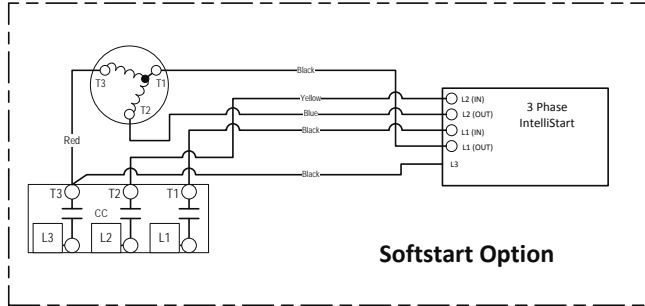 T3
T1
T2
Black
Yellow
Blue
Black
Red
Black
L2 (IN)
L2 (OUT)
L1 (IN)
L1 (OUT)
L3
3 Phase
IntelliStart
T3
T2
T1
CC
L3
L2
L1
Softstart Option